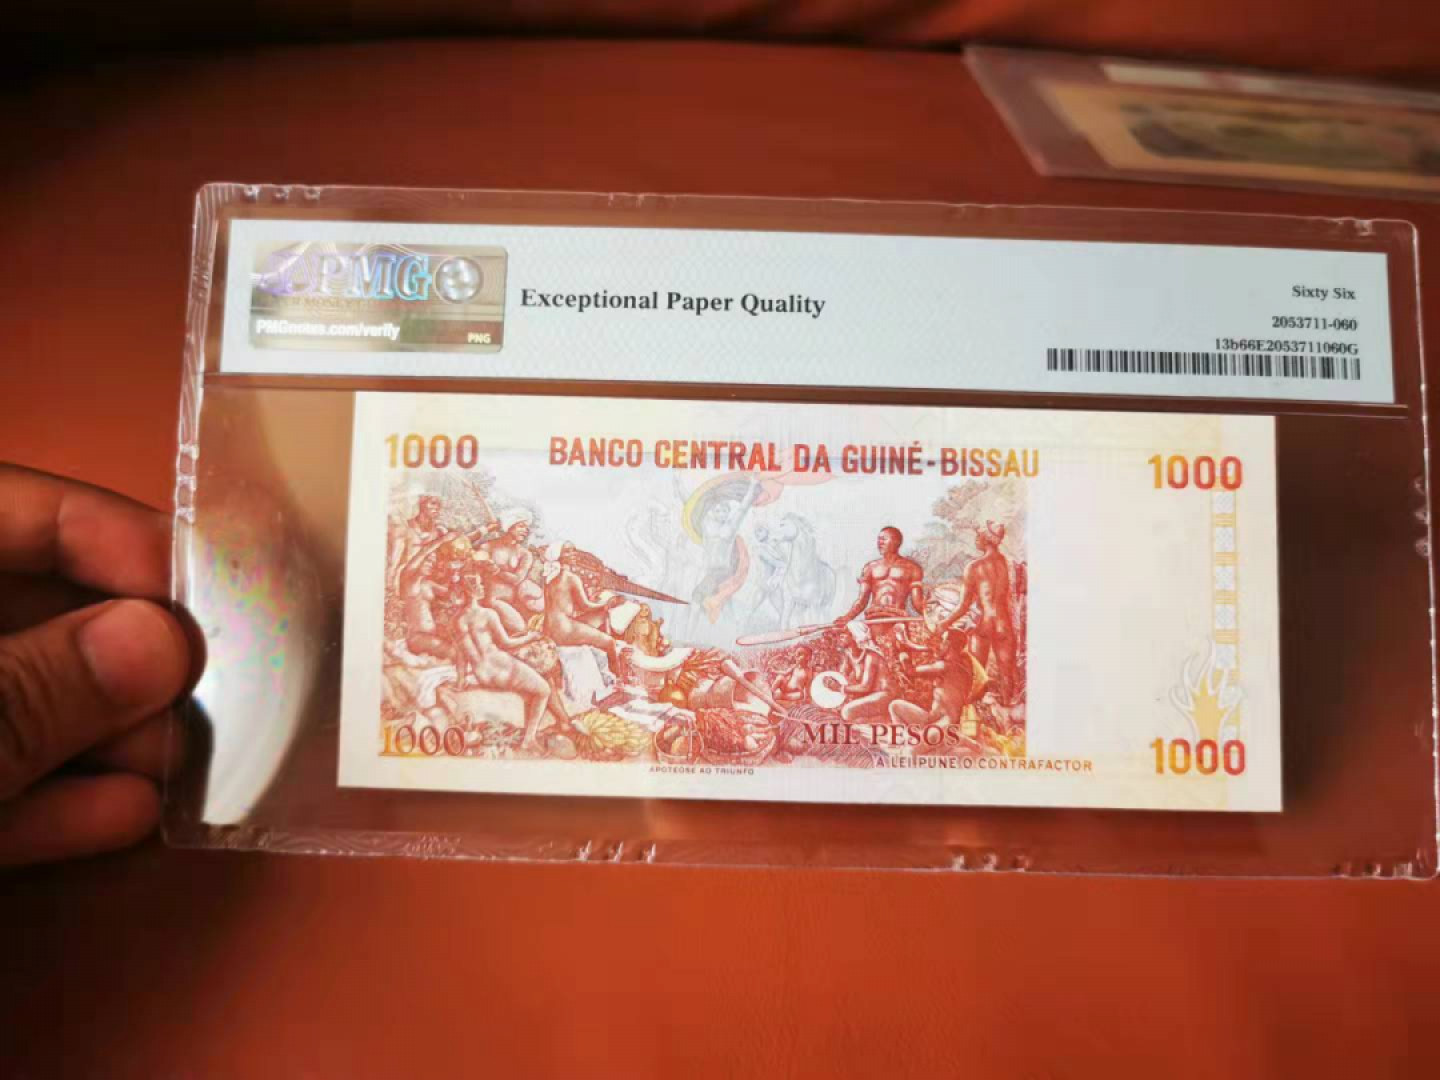 PMG
PMGnotes.com/verify
PNG
Exceptional Paper Quality
Sixty Six
2053711-060
13b66E2053711060G
1000
BANCO CENTRAL DA GUINÉ-BISSAU
1000
1000
MIL PESOS
1000
APOTEOSE AO TRIUNFO
A LEI PUNE O CONTRAFACTOR